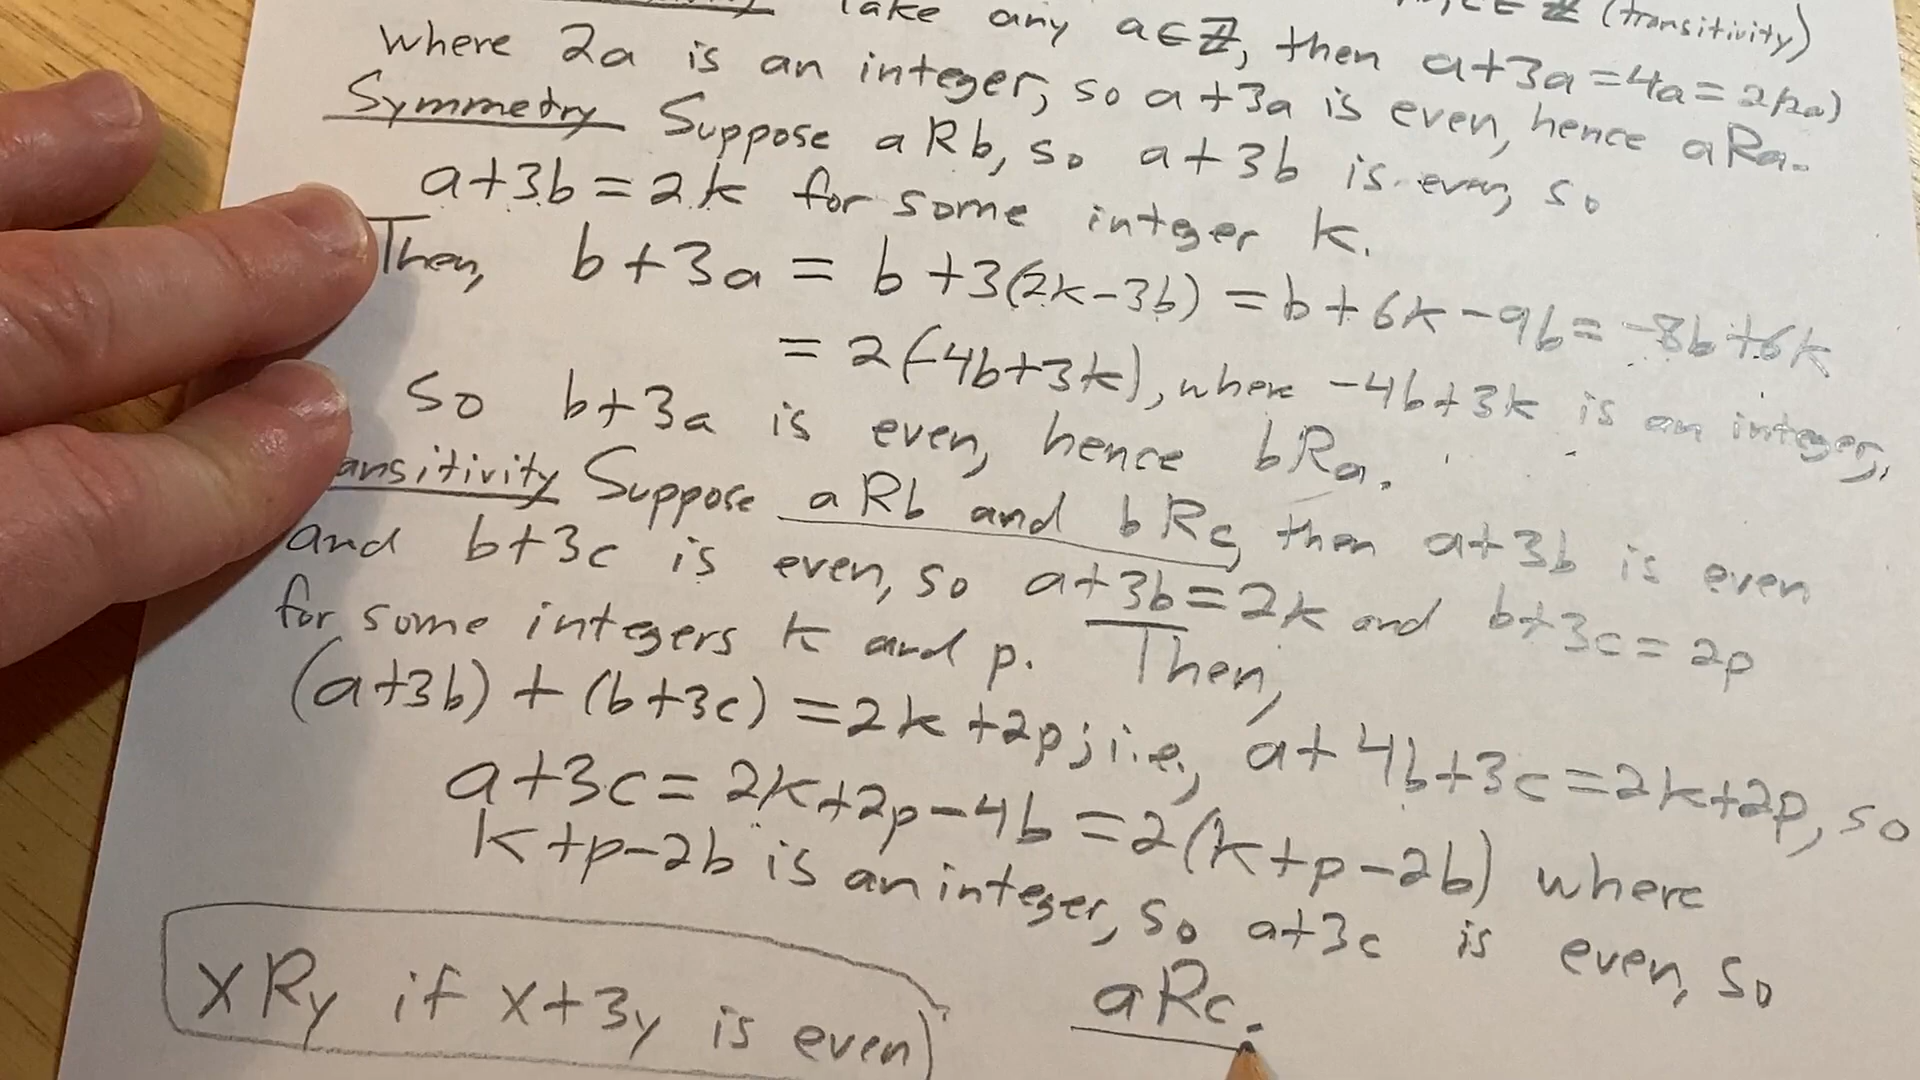 Take any a∈ℤ, then a+3a=4a=2(2a)
∈ ℤ (transitivity)
where 2a is an integer, so a+3a is even, hence aRa.
Symmetry Suppose aRb, so a+3b is even, so
a+3b=2k for some integer k.
Then, b+3a = b+3(2k-3b) = b+6k-9b= -8b+6k
= 2(-4b+3k), where -4b+3k is an integer,
So b+3a is even, hence bRa.
ansitivity Suppose aRb and bRc, then a+3b is even
and b+3c is even, so a+3b=2k and b+3c=2p
for some integers k and p. Then,
(a+3b)+(b+3c)=2k+2p; i.e., a+4b+3c=2k+2p, so
a+3c=2k+2p-4b=2(k+p-2b) where
k+p-2b is an integer, so a+3c is even, so
aRc.
xRy if x+3y is even